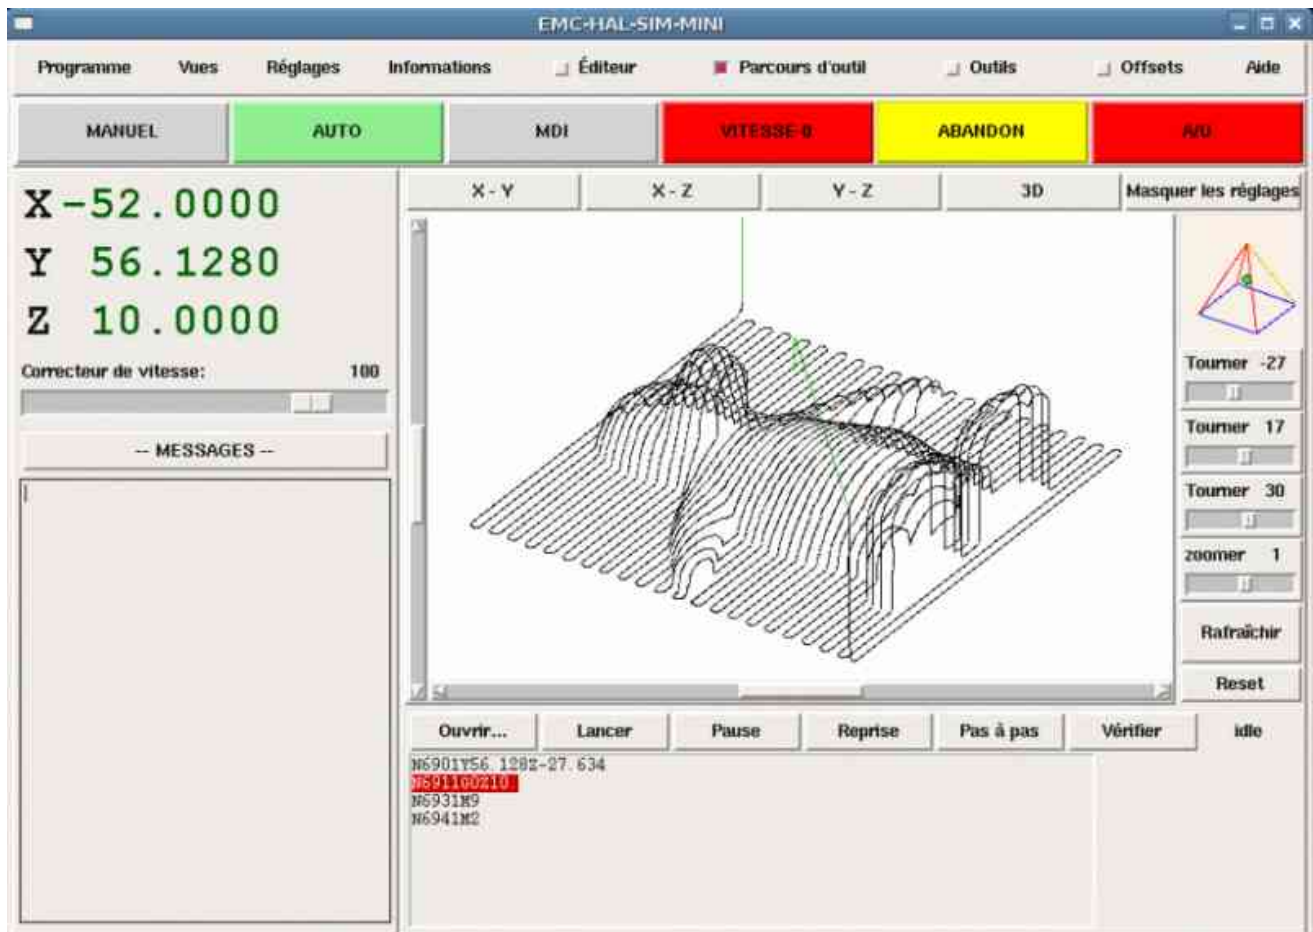 EMC-HAL-SIM-MINI
Programme Vues Réglages Informations Éditeur Parcours d'outil Outils Offsets Aide
MANUEL AUTO MDI VITESSE-0 ABANDON A/U
X -52.0000
Y 56.1280
Z 10.0000
Correcteur de vitesse: 100
-- MESSAGES --
X - Y X - Z Y - Z 3D Masquer les réglages
Tourner -27
Tourner 17
Tourner 30
zoomer 1
Rafraîchir
Reset
Ouvrir... Lancer Pause Reprise Pas à pas Vérifier idle
N6901Y56.128Z-27.634
N6911G0Z10.
N6931M9
N6941M2